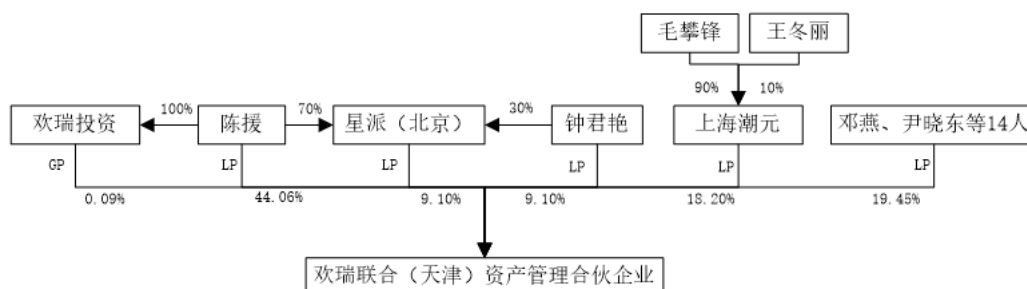 毛攀锋 王冬丽
90% 10%
欢瑞投资 100% 陈援 70% 星派（北京） 30% 钟君艳 上海潮元 邓燕、尹晓东等14人
GP LP LP LP LP LP
0.09% 44.06% 9.10% 9.10% 18.20% 19.45%
欢瑞联合（天津）资产管理合伙企业